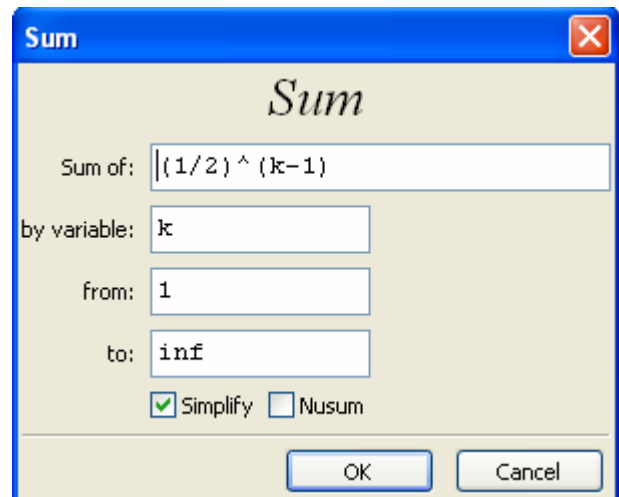 Sum
Sum
Sum of: (1/2)^(k-1)
by variable: k
from: 1
to: inf
Simplify Nusum
OK Cancel